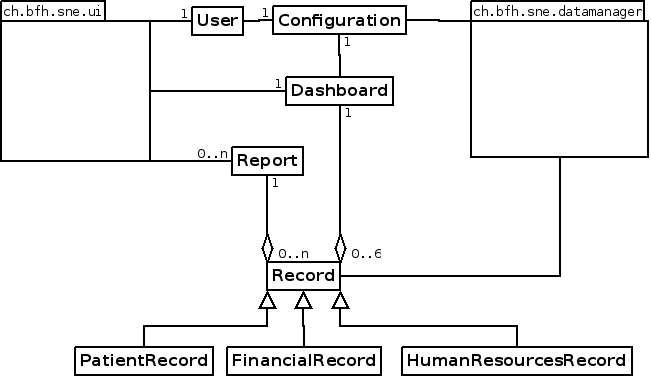 ch.bfh.sne.ui
1
User
1
Configuration
ch.bfh.sne.datamanager
1
1
Dashboard
1
0..n
Report
1
0..n
0..6
Record
PatientRecord
FinancialRecord
HumanResourcesRecord